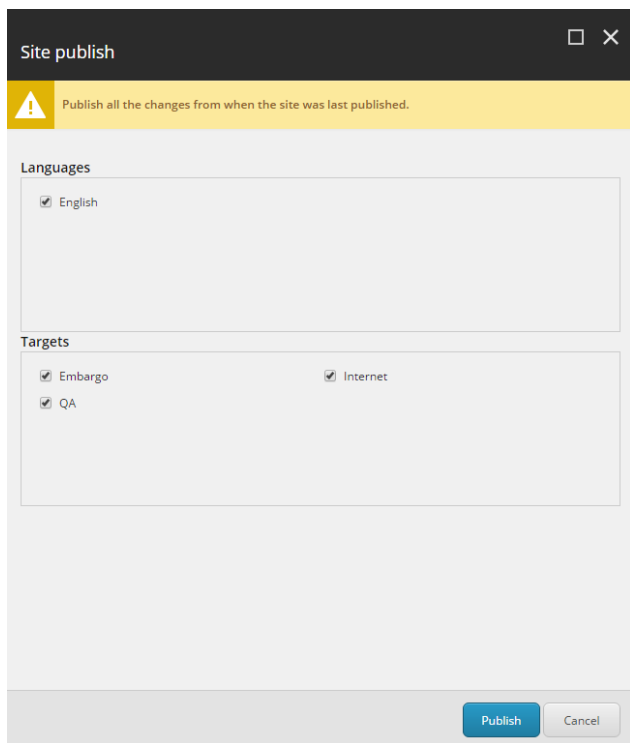 Site publish
Publish all the changes from when the site was last published.
Languages
English
Targets
Embargo
Internet
QA
Publish
Cancel